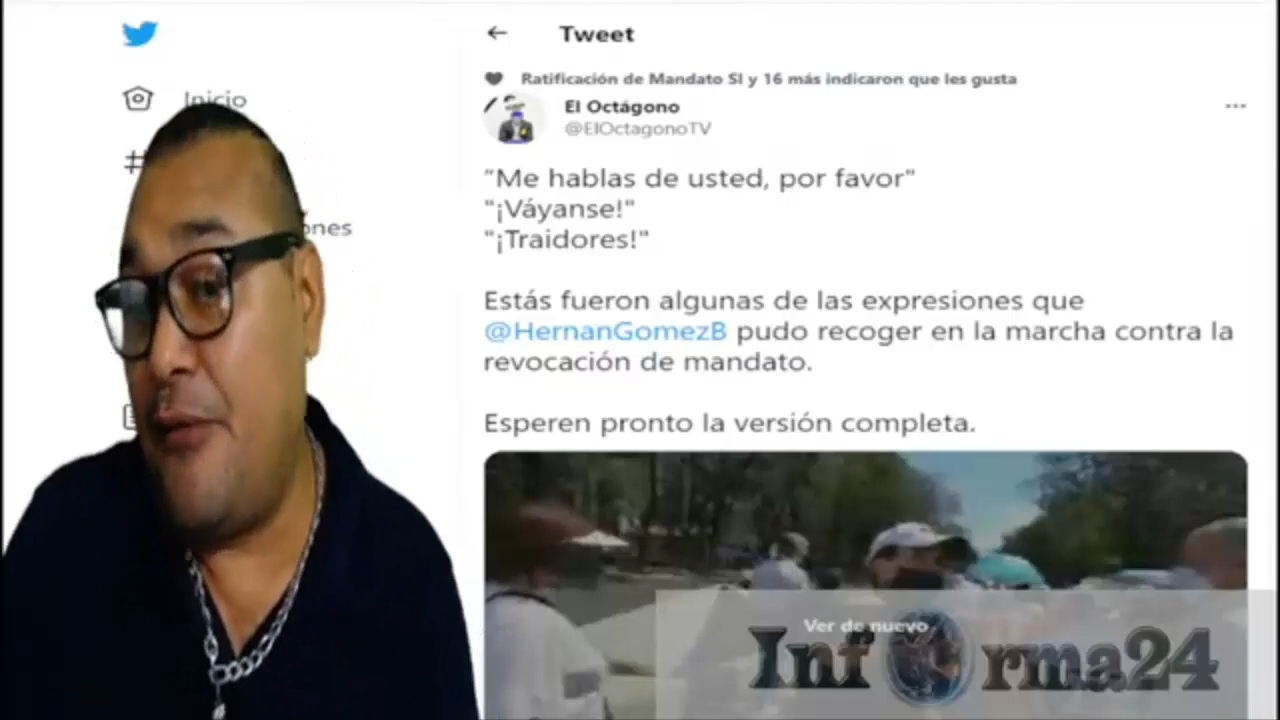 Tweet
Inicio
#
Ratificación de Mandato SI y 16 más indicaron que les gusta
El Octágono
@ElOctagonoTV
"Me hablas de usted, por favor"
"¡Váyanse!"
"¡Traidores!"
Estás fueron algunas de las expresiones que
@HernanGomezB pudo recoger en la marcha contra la
revocación de mandato.
Esperen pronto la versión completa.
Ver de nuevo
Informa24